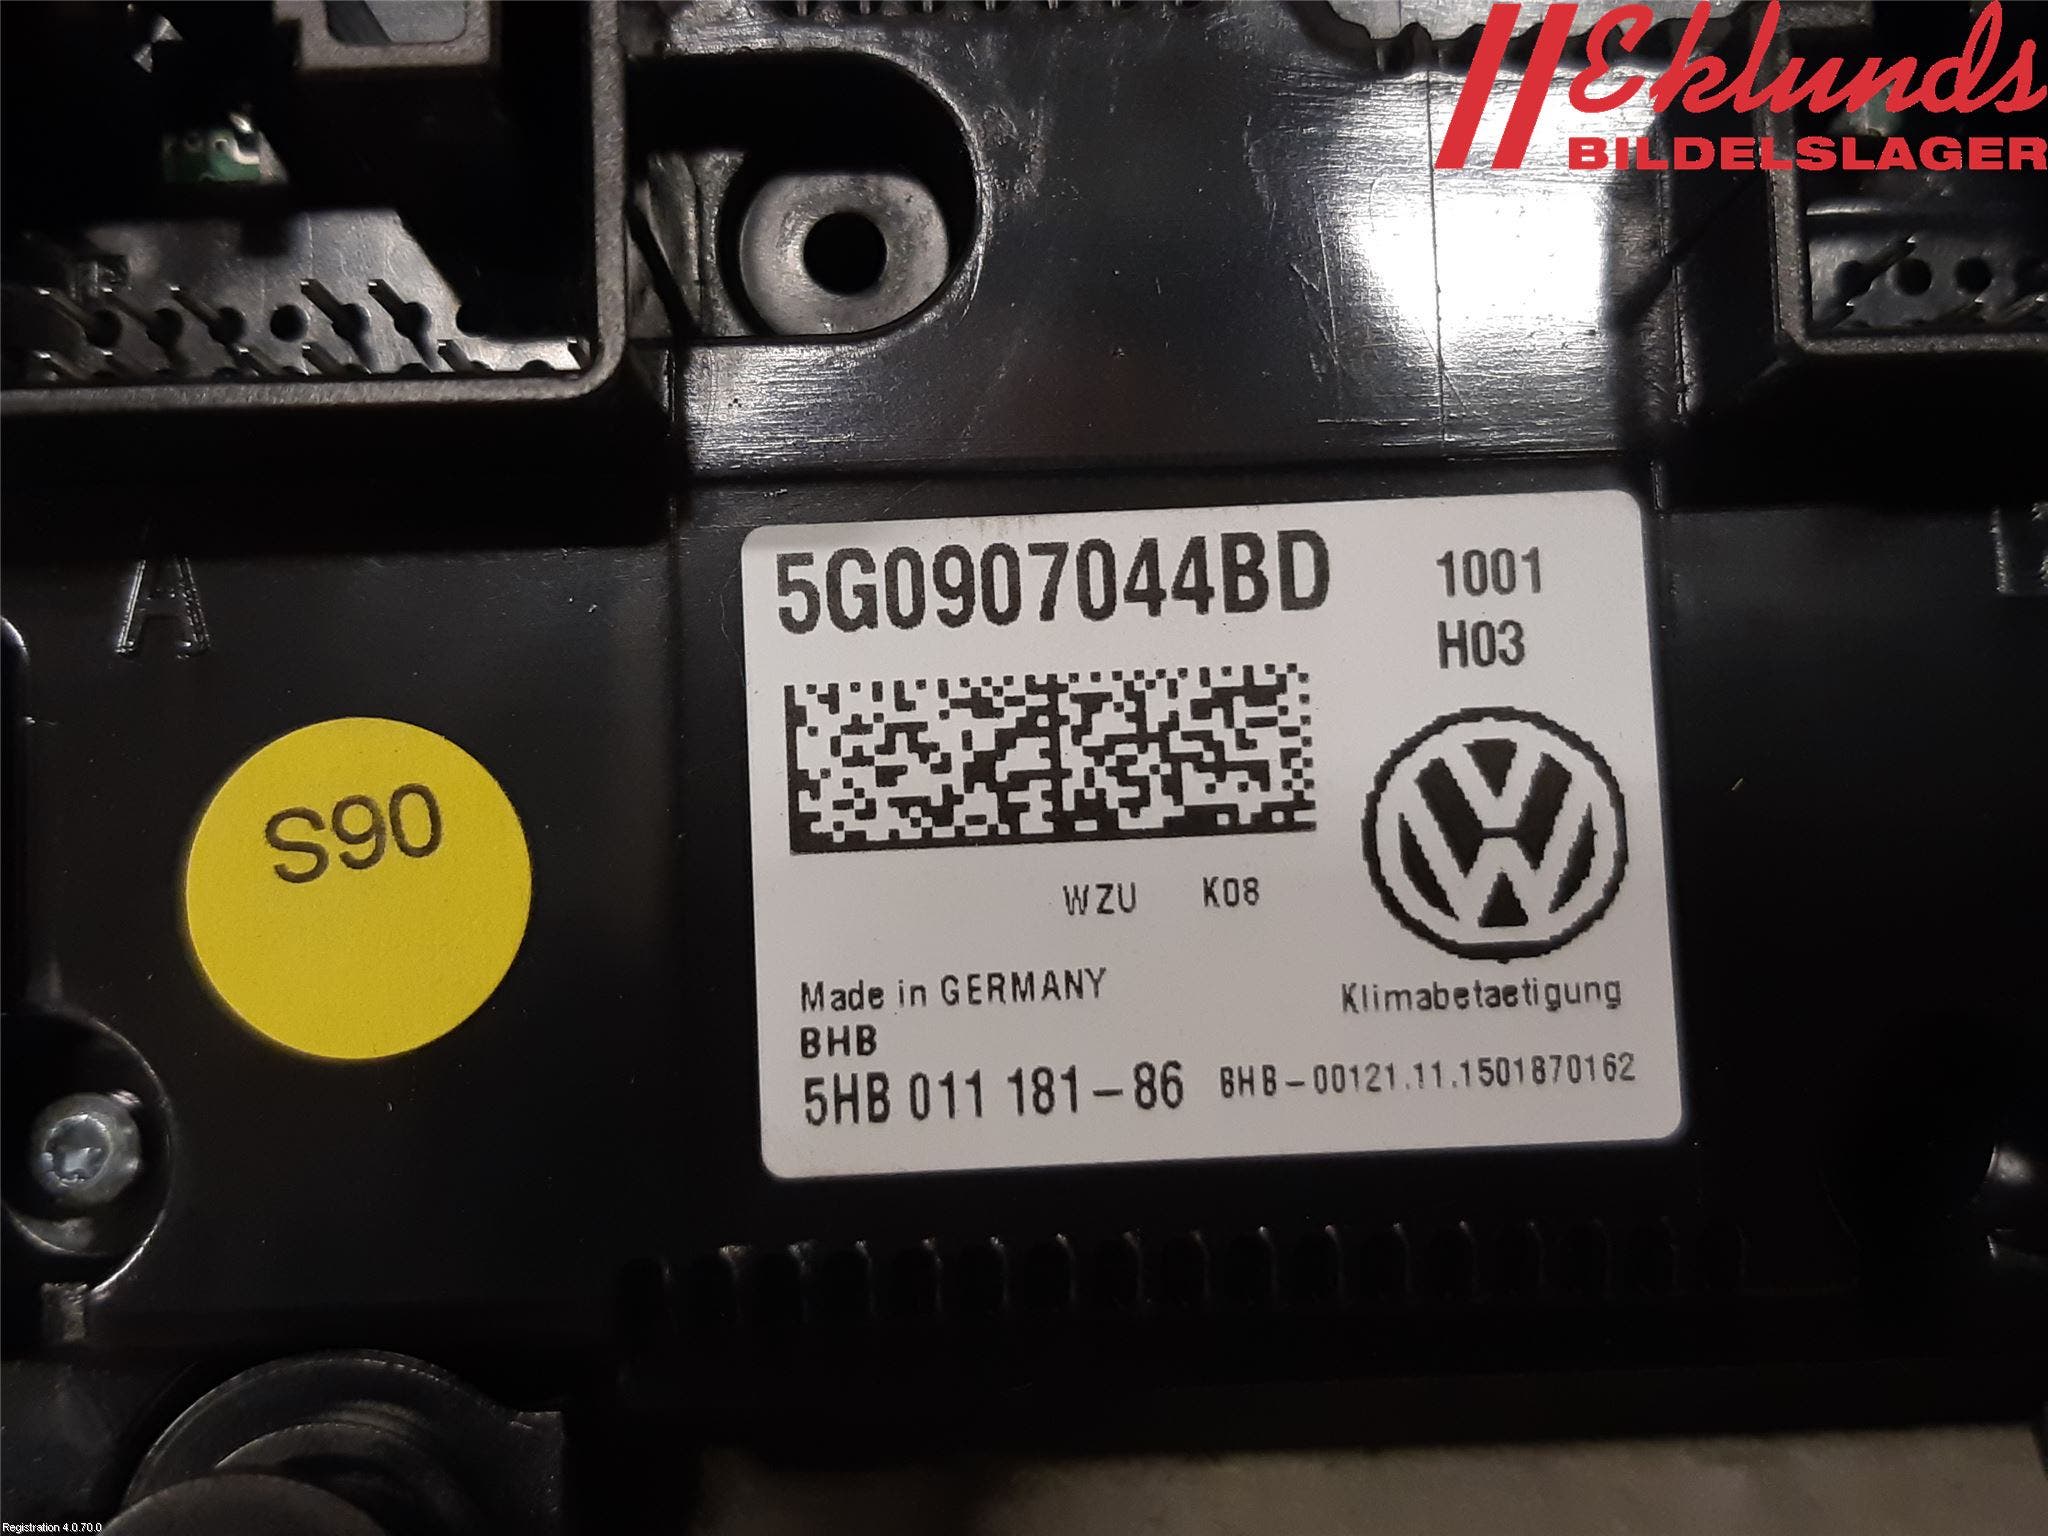 Eklunds
BILDELSLAGER
A
5G0907044BD
1001
H03
S90
WZU K08
Made in GERMANY
BHB
Klimabetaetigung
5HB 011 181-86
BHB-00121.11.1501870162
Registration 4.0.70.0